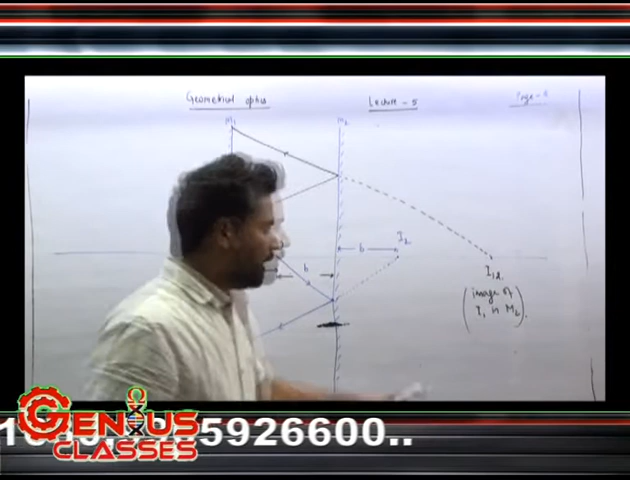 Geometrical optics
Lecture - 5
Page - 4
M₁
M₂
b
I₂
b
I₁₂
(image of
I₁ in M₂).
GENIUS
CLASSES
5926600..